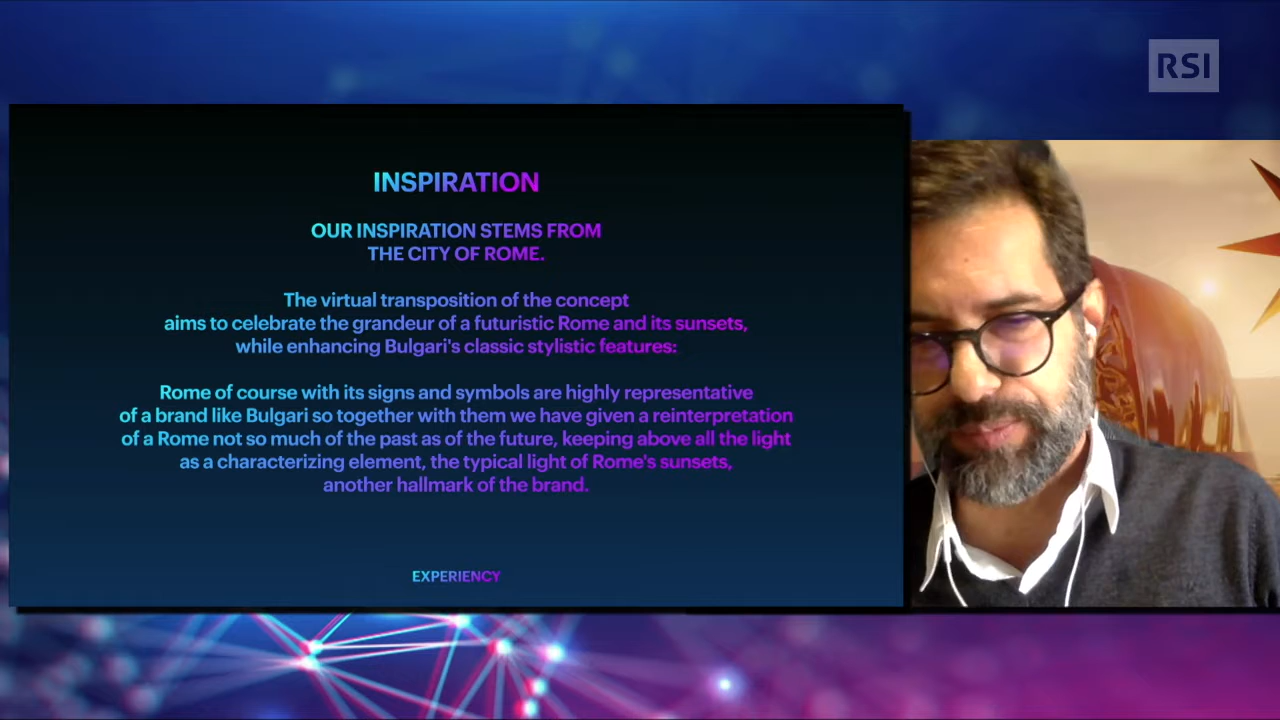 RSI
INSPIRATION
OUR INSPIRATION STEMS FROM
THE CITY OF ROME.
The virtual transposition of the concept
aims to celebrate the grandeur of a futuristic Rome and its sunsets,
while enhancing Bulgari's classic stylistic features:
Rome of course with its signs and symbols are highly representative
of a brand like Bulgari so together with them we have given a reinterpretation
of a Rome not so much of the past as of the future, keeping above all the light
as a characterizing element, the typical light of Rome's sunsets,
another hallmark of the brand.
EXPERIENCY